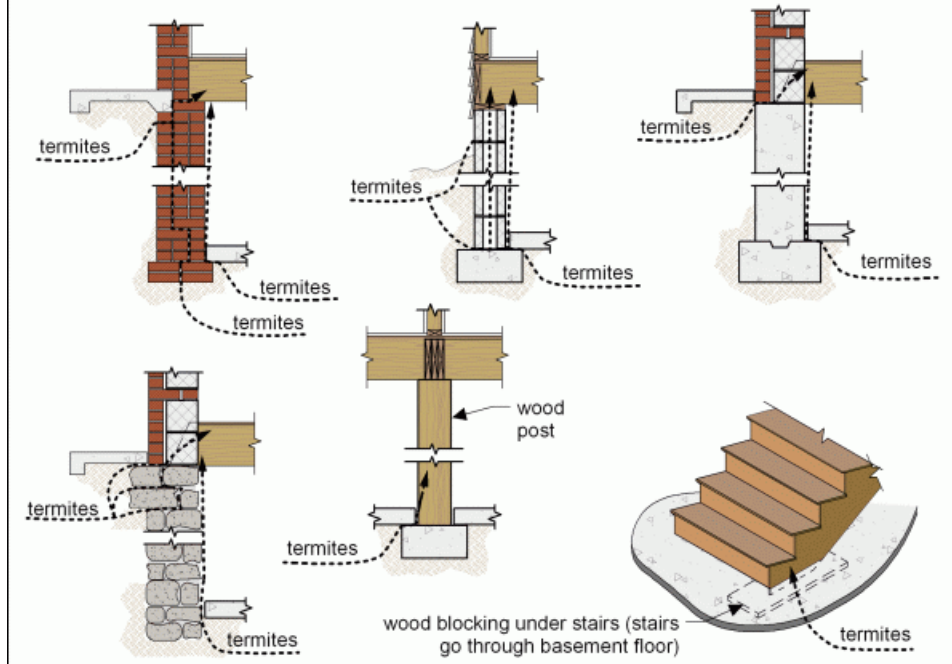 termites
termites
termites
termites
termites
termites
termites
termites
termites
wood
post
termites
wood blocking under stairs (stairs
go through basement floor)
termites
termites